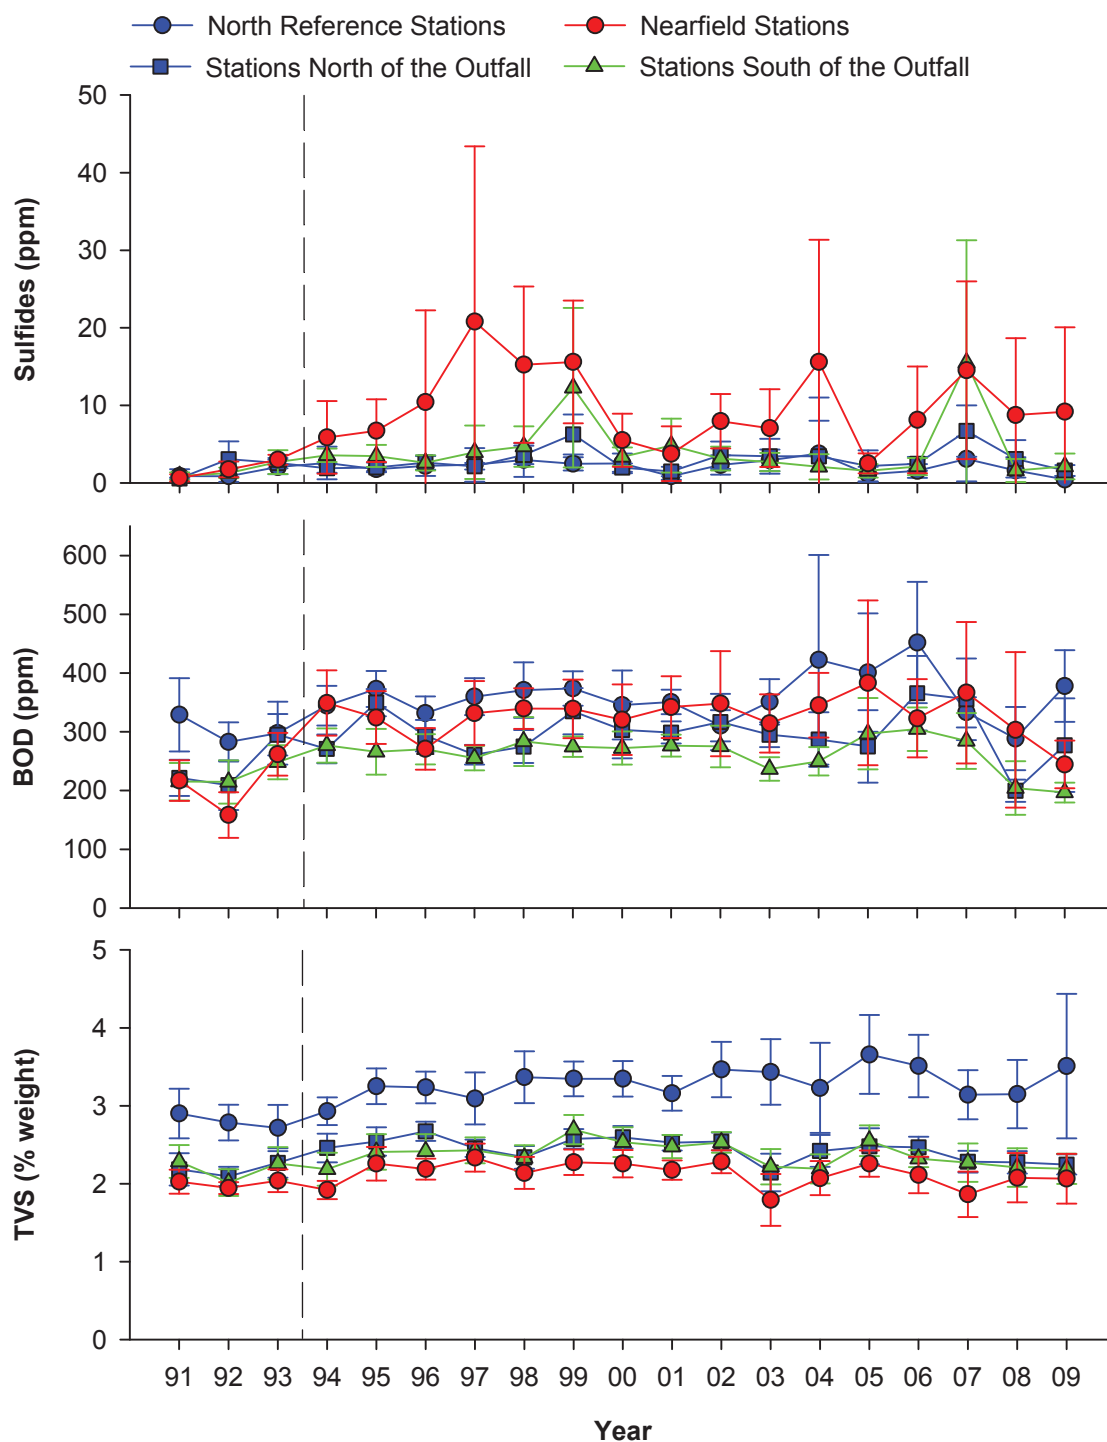 North Reference Stations
Nearfield Stations
Stations North of the Outfall
Stations South of the Outfall
Sulfides (ppm)
50
40
30
20
10
0
BOD (ppm)
600
500
400
300
200
100
0
TVS (% weight)
5
4
3
2
1
0
91 92 93 94 95 96 97 98 99 00 01 02 03 04 05 06 07 08 09
Year